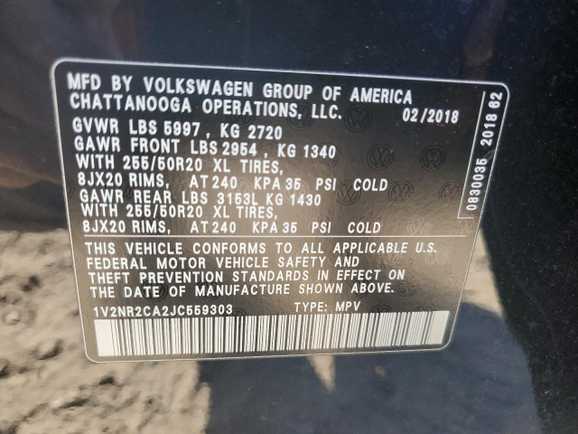 MFD BY VOLKSWAGEN GROUP OF AMERICA
CHATTANOOGA OPERATIONS, LLC. 02/2018
GVWR LBS 5997 , KG 2720
GAWR FRONT LBS 2954 , KG 1340
WITH 255/50R20 XL TIRES,
8JX20 RIMS, AT 240 KPA 35 PSI COLD
GAWR REAR LBS 3153L KG 1430
WITH 255/50R20 XL TIRES,
8JX20 RIMS, AT 240 KPA 35 PSI COLD
THIS VEHICLE CONFORMS TO ALL APPLICABLE U.S.
FEDERAL MOTOR VEHICLE SAFETY AND
THEFT PREVENTION STANDARDS IN EFFECT ON
THE DATE OF MANUFACTURE SHOWN ABOVE.
1V2NR2CA2JC559303 TYPE: MPV
0830035 2018 62